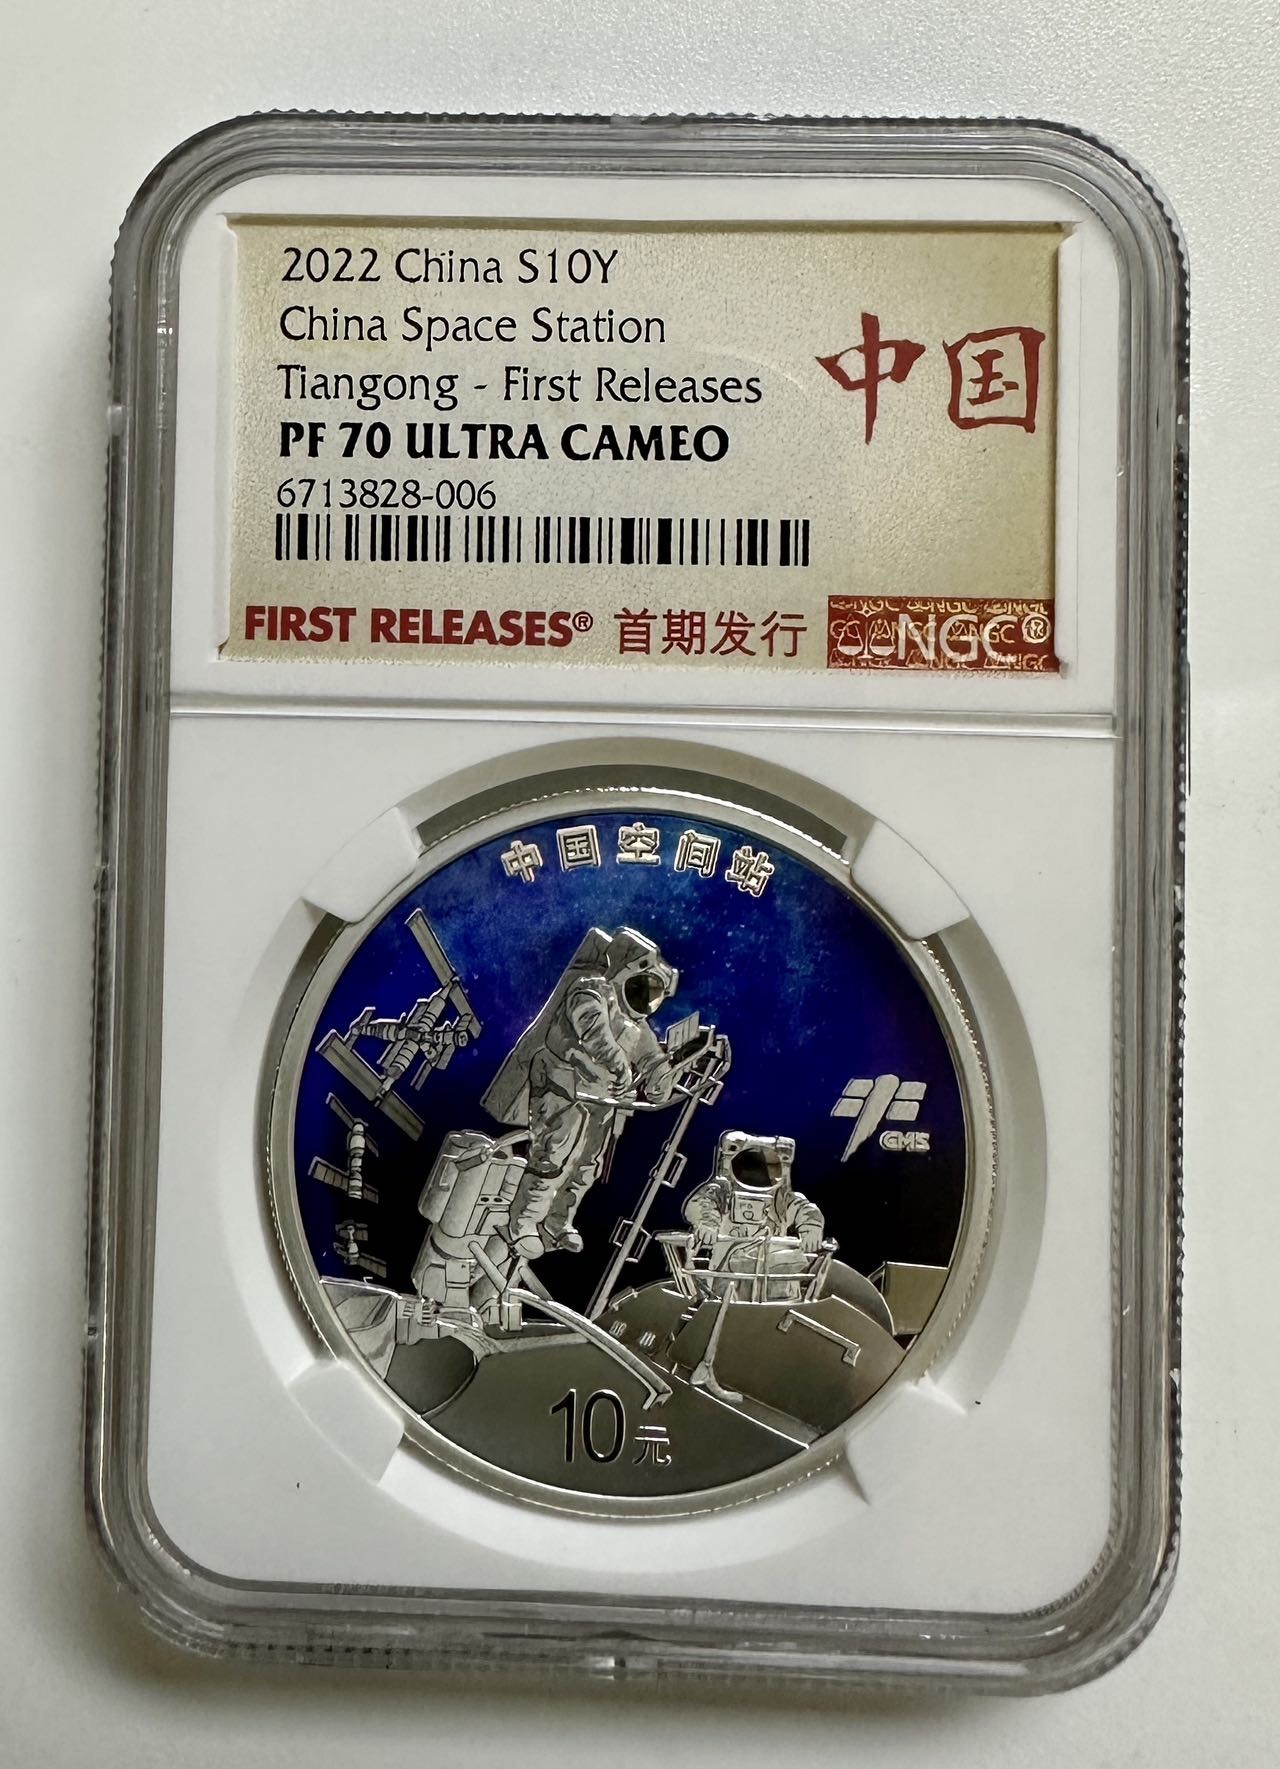 2022 China S10Y
China Space Station
Tiangong - First Releases
PF 70 ULTRA CAMEO
6713828-006
中国
FIRST RELEASES® 首期发行
NGC®
中国空间站
CMS
10元